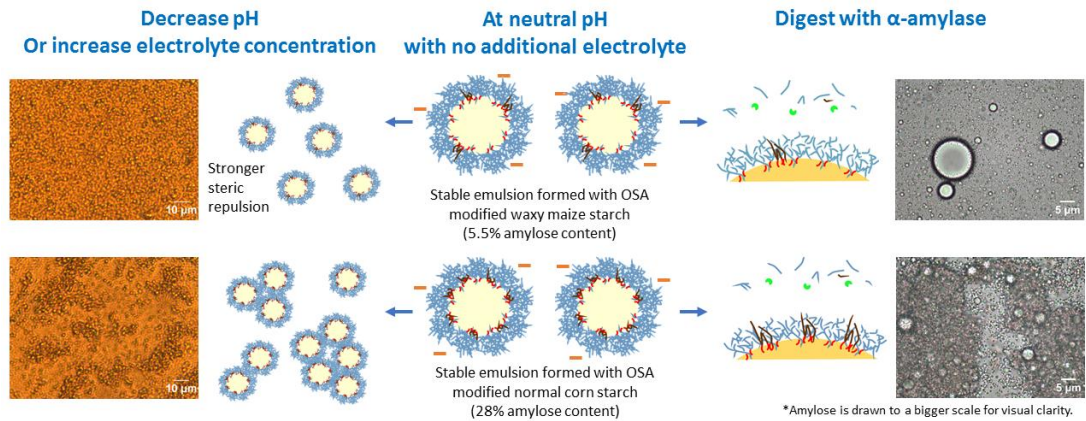 Decrease pH
Or increase electrolyte concentration
At neutral pH
with no additional electrolyte
Digest with α-amylase
Stronger
steric
repulsion
10 µm
Stable emulsion formed with OSA
modified waxy maize starch
(5.5% amylose content)
5 µm
10 µm
Stable emulsion formed with OSA
modified normal corn starch
(28% amylose content)
5 µm
*Amylose is drawn to a bigger scale for visual clarity.